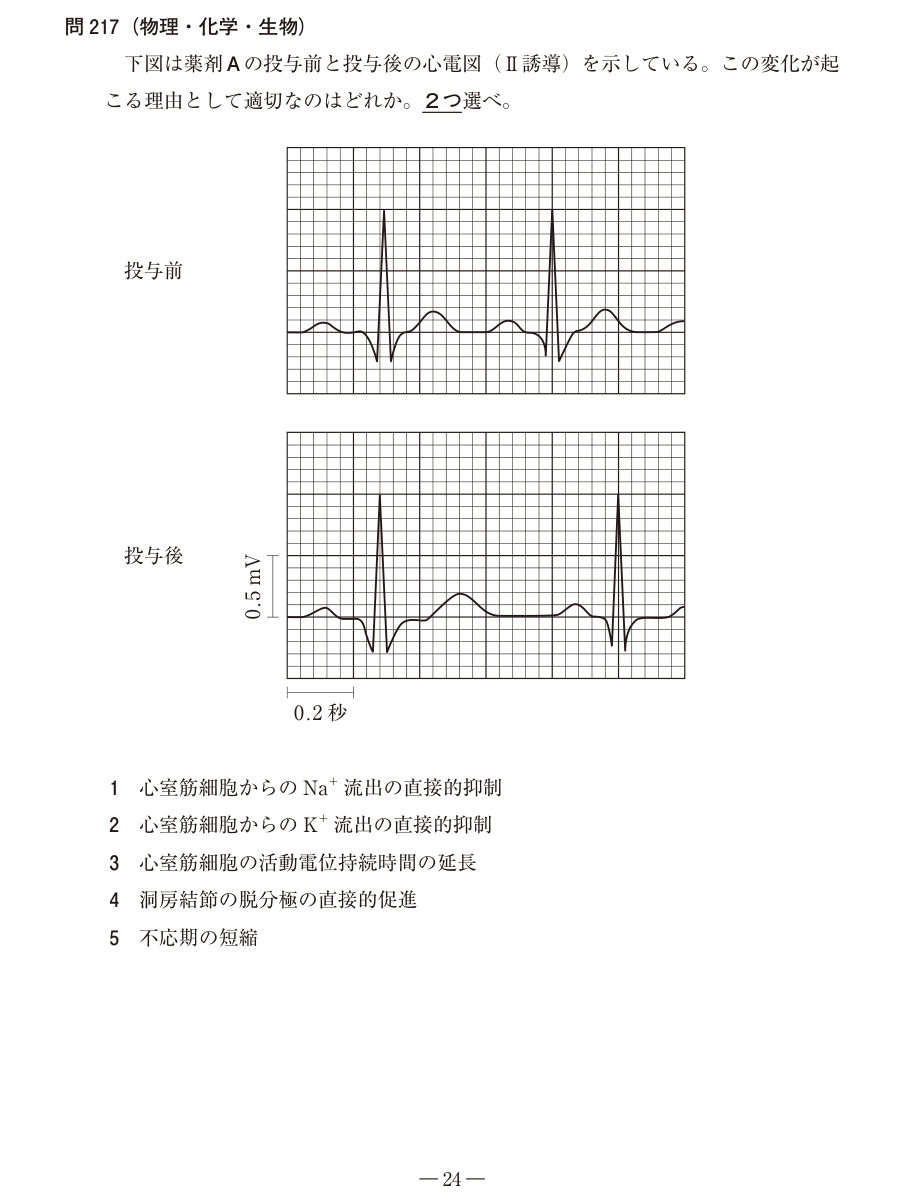 問 217（物理・化学・生物）
下図は薬剤Aの投与前と投与後の心電図（Ⅱ誘導）を示している。この変化が起
こる理由として適切なのはどれか。２つ選べ。
投与前
投与後
0.5 mV
0.2 秒
1 心室筋細胞からの Na⁺ 流出の直接的抑制
2 心室筋細胞からの K⁺ 流出の直接的抑制
3 心室筋細胞の活動電位持続時間の延長
4 洞房結節の脱分極の直接的促進
5 不応期の短縮
― 24 ―